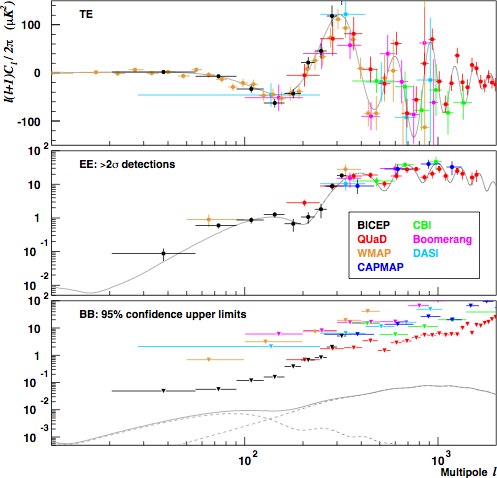 TE
l(l+1)C_l / 2π (μK²)
100
0
-100
EE: >2σ detections
10²
10
1
10⁻¹
10⁻²
BICEP
QUaD
WMAP
CAPMAP
CBI
Boomerang
DASI
BB: 95% confidence upper limits
10²
10
1
10⁻¹
10⁻²
10⁻³
10²
10³
Multipole l